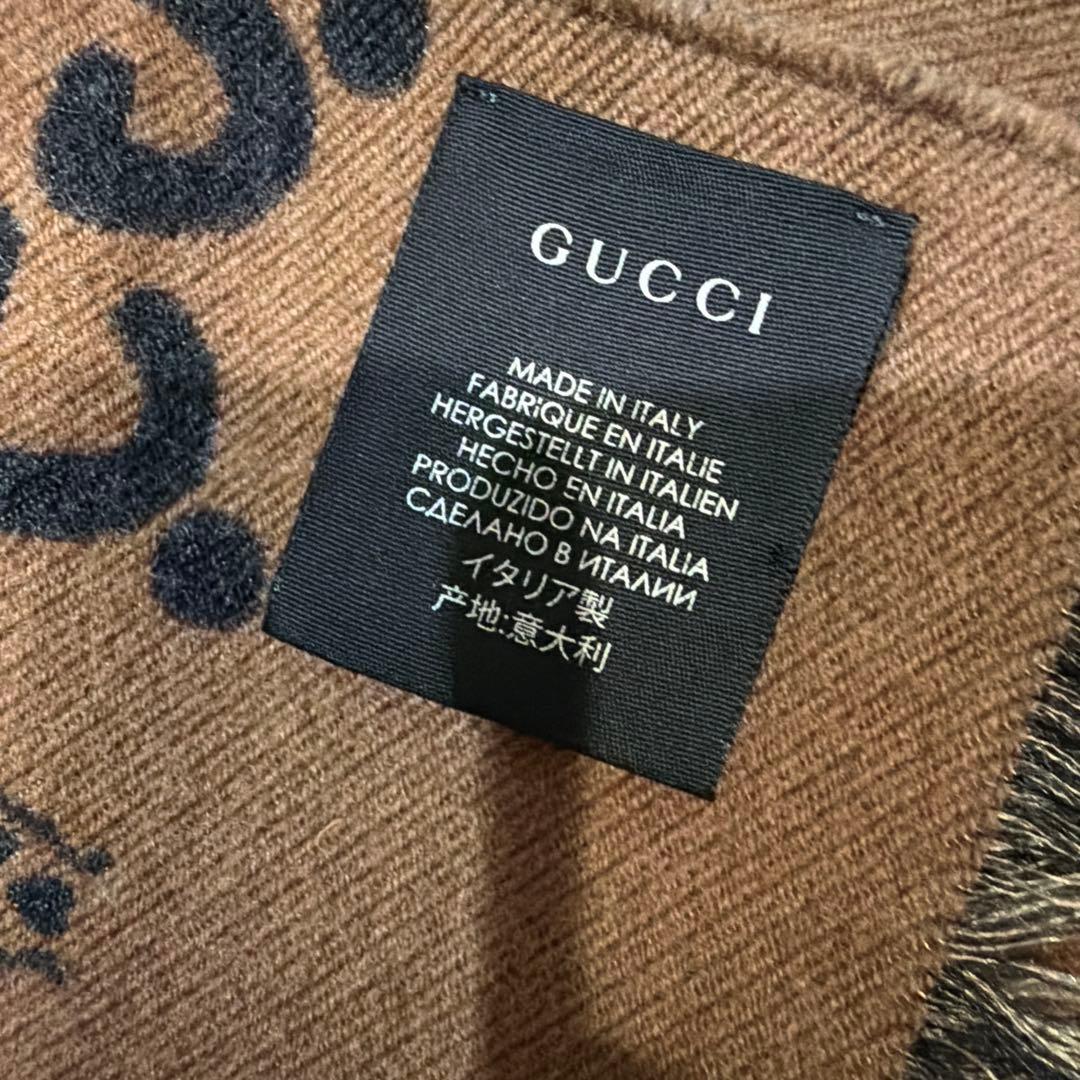 GUCCI
MADE IN ITALY
FABRIQUE EN ITALIE
HERGESTELLT IN ITALIEN
HECHO EN ITALIA
PRODUZIDO NA ITALIA
СДЕЛАНО В ИТАЛИИ
イタリア製
产地:意大利